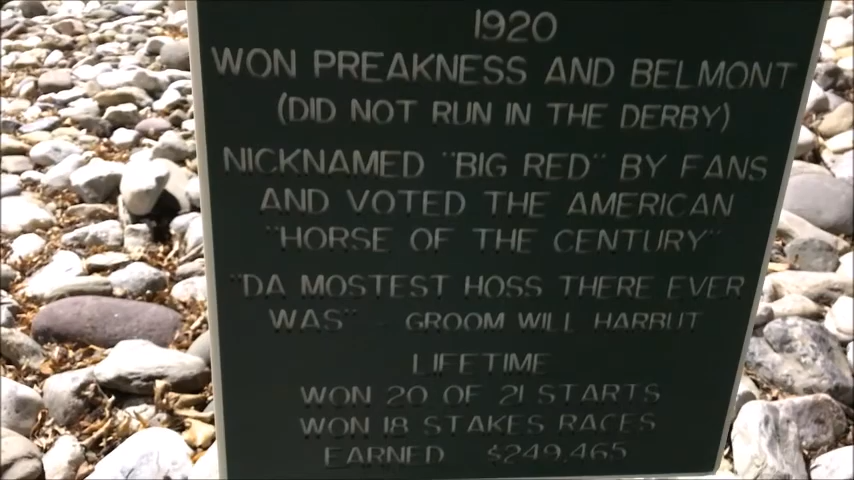 1920
WON PREAKNESS AND BELMONT
(DID NOT RUN IN THE DERBY)
NICKNAMED "BIG RED" BY FANS
AND VOTED THE AMERICAN
"HORSE OF THE CENTURY"
"DA MOSTEST HOSS THERE EVER
WAS" - GROOM WILL HARBUT
LIFETIME
WON 20 OF 21 STARTS
WON 18 STAKES RACES
EARNED $249,465